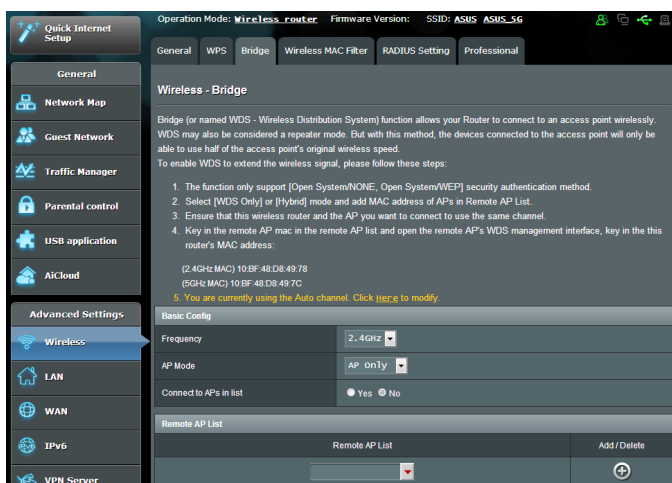 Quick Internet
Setup
Operation Mode: Wireless router Firmware Version: SSID: ASUS ASUS_5G
General WPS Bridge Wireless MAC Filter RADIUS Setting Professional
General
Network Map
Guest Network
Traffic Manager
Parental control
USB application
AiCloud
Advanced Settings
Wireless
LAN
WAN
IPv6
VPN Server
Wireless - Bridge
Bridge (or named WDS - Wireless Distribution System) function allows your Router to connect to an access point wirelessly.
WDS may also be considered a repeater mode. But with this method, the devices connected to the access point will only be
able to use half of the access point's original wireless speed.
To enable WDS to extend the wireless signal, please follow these steps:
1. The function only support [Open System/NONE, Open System/WEP] security authentication method.
2. Select [WDS Only] or [Hybrid] mode and add MAC address of APs in Remote AP List.
3. Ensure that this wireless router and the AP you want to connect to use the same channel.
4. Key in the remote AP mac in the remote AP list and open the remote AP's WDS management interface, key in the this
router's MAC address:
(2.4GHz MAC) 10:BF:48:D8:49:78
(5GHz MAC) 10:BF:48:D8:49:7C
5. You are currently using the Auto channel. Click Here to modify.
Basic Config
Frequency 2.4GHz
AP Mode AP Only
Connect to APs in list Yes No
Remote AP List
Remote AP List Add / Delete